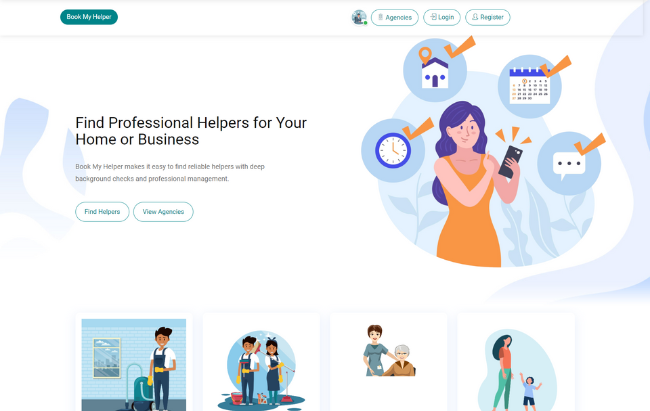 Book My Helper
Agencies
Login
Register
Find Professional Helpers for Your
Home or Business
Book My Helper makes it easy to find reliable helpers with deep
background checks and professional management.
Find Helpers
View Agencies